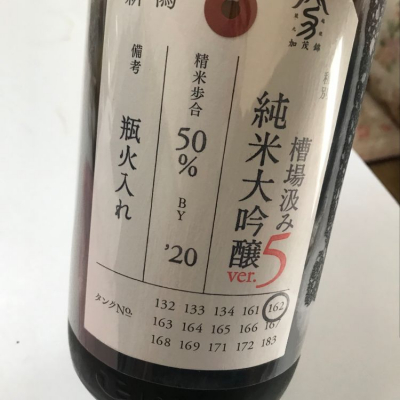 加茂錦
新潟
槽場汲み
純米大吟醸
ver.5
精米歩合
50%
BY
'20
備考
瓶火入れ
タンクNo.
132 133 134 161 162
163 164 165 166 167
168 169 171 172 183